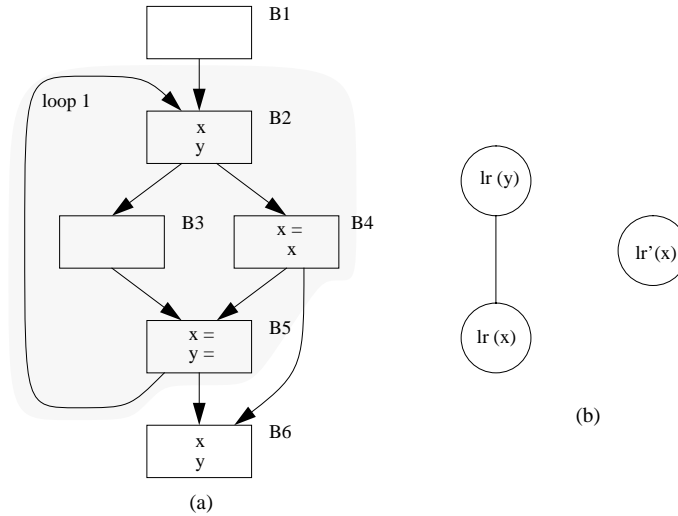 B1
loop 1
B2
x
y
B3
B4
x =
x
B5
x =
y =
B6
x
y
(a)
lr (y)
lr'(x)
lr (x)
(b)